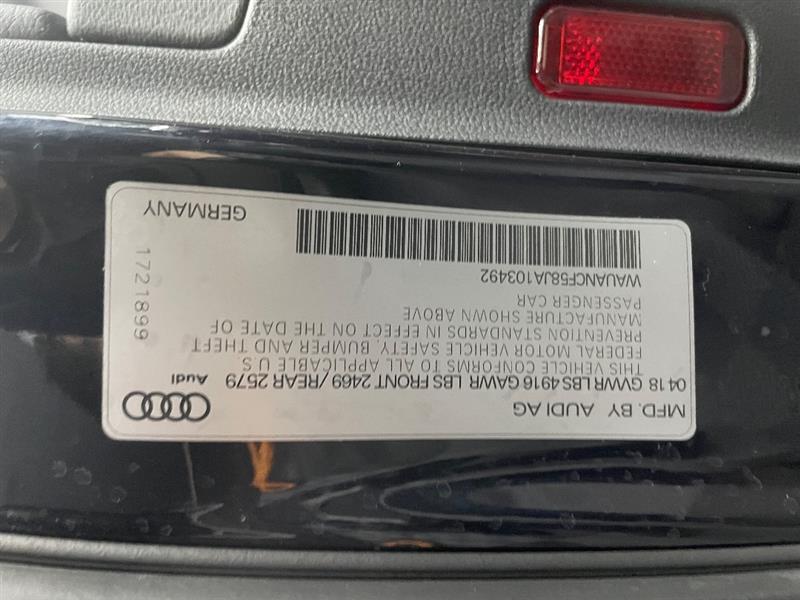 MFD. BY AUDI AG
Audi
04 18 GVWR LBS 4916 GAWR LBS FRONT 2469 / REAR 2579
THIS VEHICLE CONFORMS TO ALL APPLICABLE U.S
FEDERAL MOTOR VEHICLE SAFETY, BUMPER AND THEFT
PREVENTION STANDARDS IN EFFECT ON THE DATE OF
MANUFACTURE SHOWN ABOVE
PASSENGER CAR
WAUANCF58JA103492
1721899
GERMANY